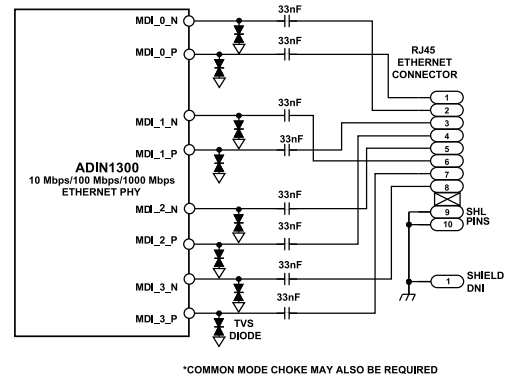 MDI_0_N
33nF
MDI_0_P
33nF
RJ45
ETHERNET
CONNECTOR
MDI_1_N
33nF
MDI_1_P
33nF
ADIN1300
10 Mbps/100 Mbps/1000 Mbps
ETHERNET PHY
MDI_2_N
33nF
MDI_2_P
33nF
MDI_3_N
33nF
MDI_3_P
33nF
TVS
DIODE
1
2
3
4
5
6
7
8
9
10
SHL
PINS
1
SHIELD
DNI
*COMMON MODE CHOKE MAY ALSO BE REQUIRED